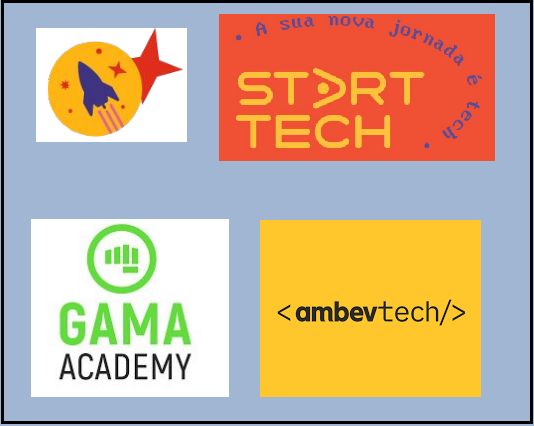 • A sua nova jornada é tech •
START
TECH
GAMA
ACADEMY
<ambevtech/>